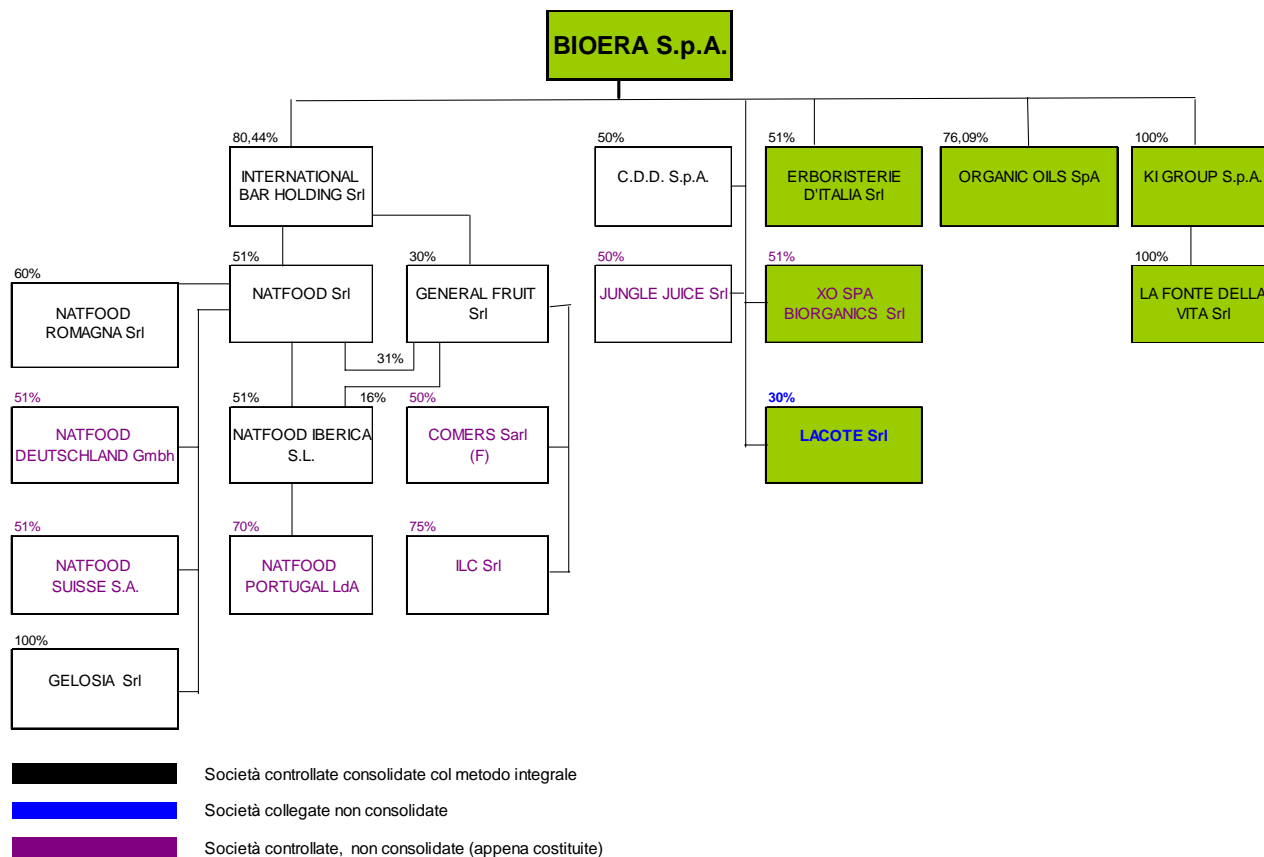 BIOERA S.p.A.
80,44%
INTERNATIONAL
BAR HOLDING Srl
50%
C.D.D. S.p.A.
51%
ERBORISTERIE
D'ITALIA Srl
76,09%
ORGANIC OILS SpA
100%
KI GROUP S.p.A.
60%
NATFOOD
ROMAGNA Srl
51%
NATFOOD Srl
30%
GENERAL FRUIT
Srl
50%
JUNGLE JUICE Srl
51%
XO SPA
BIORGANICS Srl
100%
LA FONTE DELLA
VITA Srl
31%
51%
NATFOOD
DEUTSCHLAND Gmbh
51%
16%
NATFOOD IBERICA
S.L.
50%
COMERS Sarl
(F)
30%
LACOTE Srl
51%
NATFOOD
SUISSE S.A.
70%
NATFOOD
PORTUGAL LdA
75%
ILC Srl
100%
GELOSIA Srl
Società controllate consolidate col metodo integrale
Società collegate non consolidate
Società controllate, non consolidate (appena costituite)